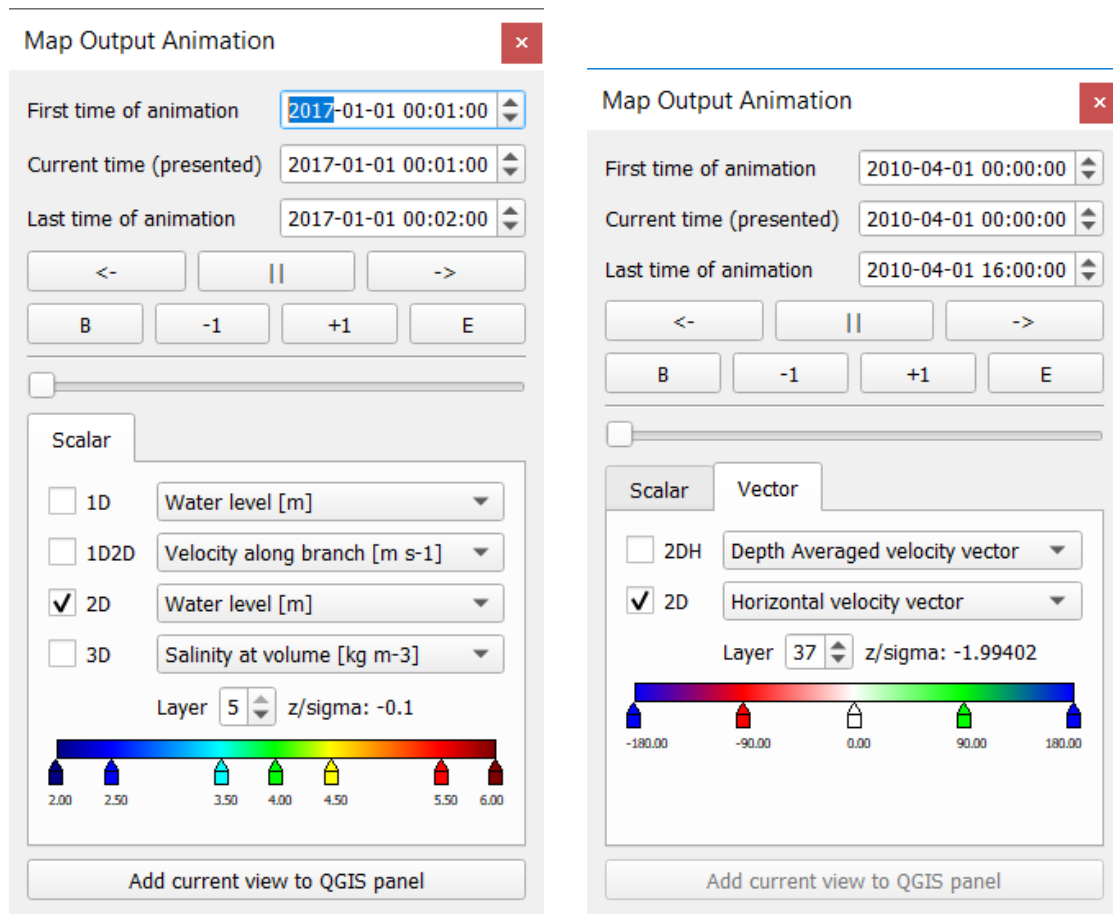 Map Output Animation
×
First time of animation 2017-01-01 00:01:00
Current time (presented) 2017-01-01 00:01:00
Last time of animation 2017-01-01 00:02:00
<- || ->
B -1 +1 E
Scalar
1D Water level [m]
1D2D Velocity along branch [m s-1]
2D Water level [m]
3D Salinity at volume [kg m-3]
Layer 5 z/sigma: -0.1
2.00 2.50 3.50 4.00 4.50 5.50 6.00
Add current view to QGIS panel
Map Output Animation
×
First time of animation 2010-04-01 00:00:00
Current time (presented) 2010-04-01 00:00:00
Last time of animation 2010-04-01 16:00:00
<- || ->
B -1 +1 E
Scalar Vector
2DH Depth Averaged velocity vector
2D Horizontal velocity vector
Layer 37 z/sigma: -1.99402
-180.00 -90.00 0.00 90.00 180.00
Add current view to QGIS panel